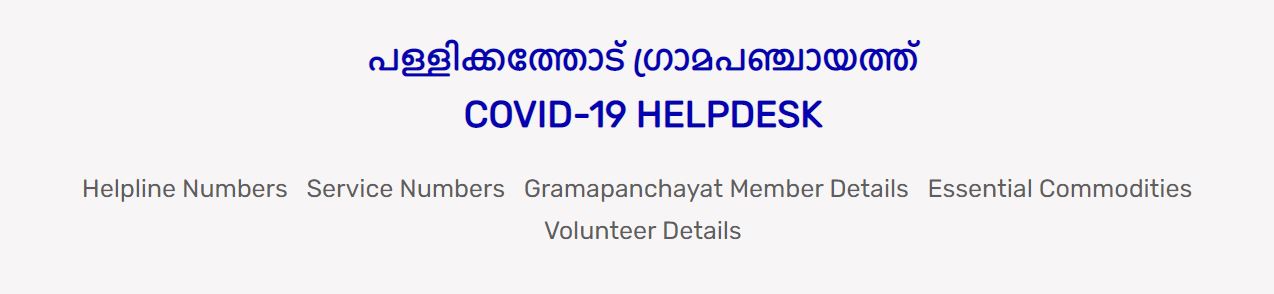 പള്ളിക്കത്തോട് ഗ്രാമപഞ്ചായത്ത്
COVID-19 HELPDESK
Helpline Numbers Service Numbers Gramapanchayat Member Details Essential Commodities
Volunteer Details